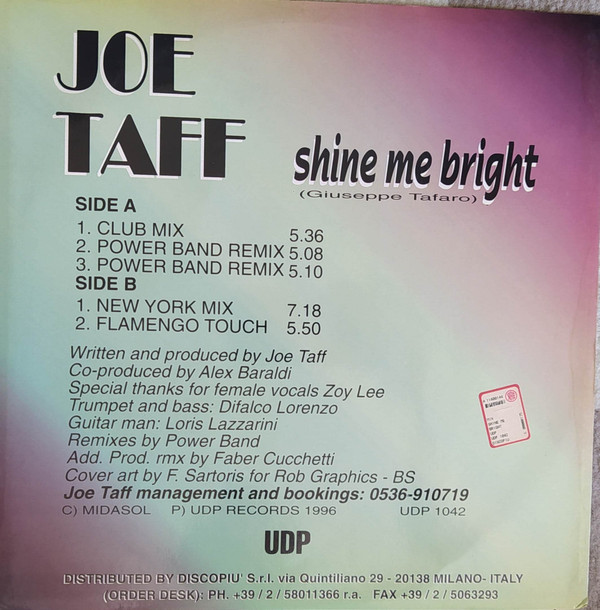 JOE
TAFF
shine me bright
(Giuseppe Tafaro)
SIDE A
1. CLUB MIX 5.36
2. POWER BAND REMIX 5.08
3. POWER BAND REMIX 5.10
SIDE B
1. NEW YORK MIX 7.18
2. FLAMENGO TOUCH 5.50
Written and produced by Joe Taff
Co-produced by Alex Baraldi
Special thanks for female vocals Zoy Lee
Trumpet and bass: Difalco Lorenzo
Guitar man: Loris Lazzarini
Remixes by Power Band
Add. Prod. rmx by Faber Cucchetti
Cover art by F. Sartoris for Rob Graphics - BS
Joe Taff management and bookings: 0536-910719
C) MIDASOL P) UDP RECORDS 1996 UDP 1042
UDP
DISTRIBUTED BY DISCOPIU' S.r.l. via Quintiliano 29 - 20138 MILANO- ITALY
(ORDER DESK): PH. +39 / 2 / 58011366 r.a. FAX +39 / 2 / 5063293